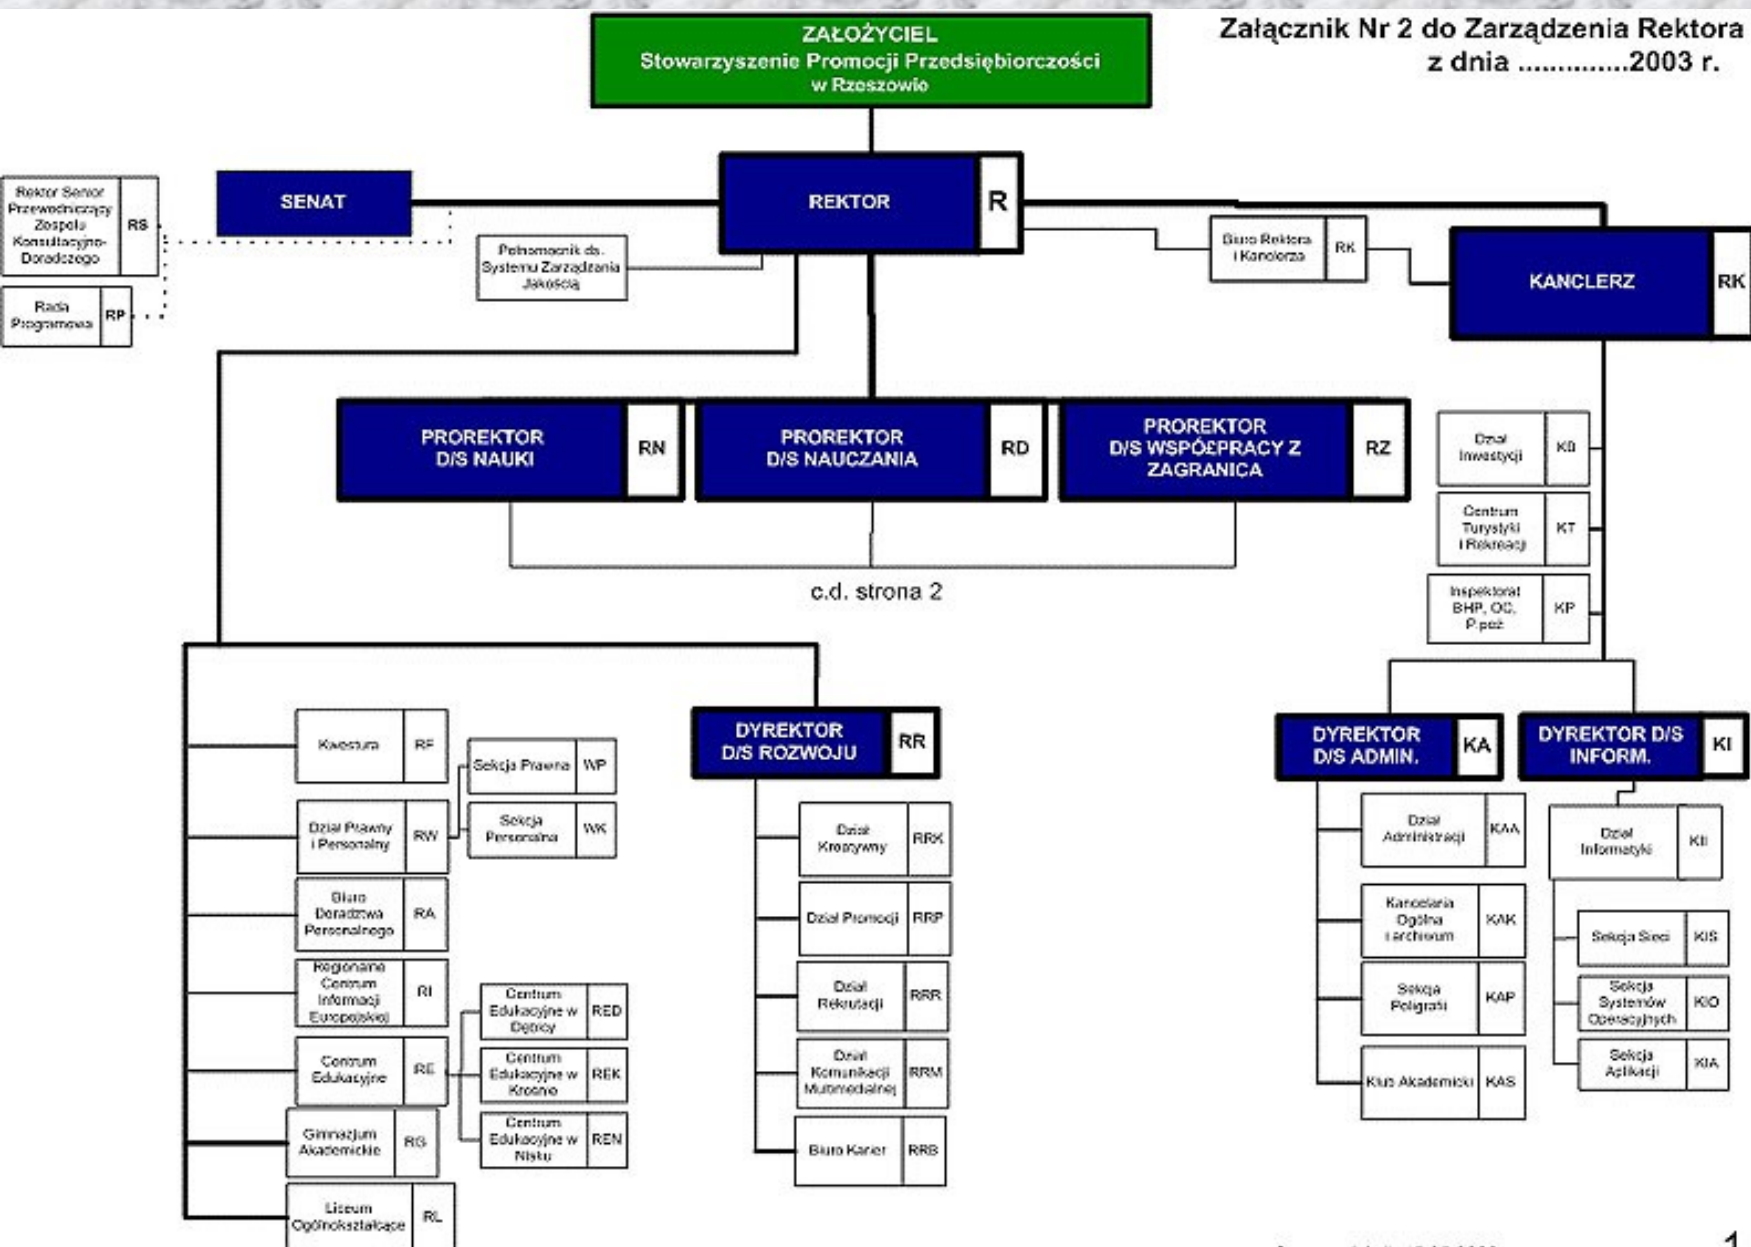 ZAŁOŻYCIEL
Stowarzyszenie Promocji Przedsiębiorczości
w Rzeszowie
Załącznik Nr 2 do Zarządzenia Rektora
z dnia ..............2003 r.
Rektor Senior
Przewodniczący
Zespołu
Konsultacyjno-
Doradczego
RS
Rada
Programowa
RP
SENAT
REKTOR
R
Pełnomocnik ds.
Systemu Zarządzania
Jakością
Biuro Rektora
i Kanclerza
RK
KANCLERZ
RK
PROREKTOR
D/S NAUKI
RN
PROREKTOR
D/S NAUCZANIA
RD
PROREKTOR
D/S WSPÓ£PRACY Z
ZAGRANICA
RZ
c.d. strona 2
Dział
Inwestycji
KB
Centrum
Turystyki
i Rekreacji
KT
Inspektorat
BHP, OC,
P.poż
KP
Kwestura
RF
Dział Prawny
i Personalny
RW
Sekcja Prawna
WP
Sekcja
Personalna
WK
Biuro
Doradztwa
Personalnego
RA
Regionalne
Centrum
Informacji
Europejskiej
RI
Centrum
Edukacyjne
RE
Centrum
Edukacyjne w
Dębicy
RED
Centrum
Edukacyjne w
Krośnie
REK
Centrum
Edukacyjne w
Nisku
REN
Gimnazjum
Akademickie
RG
Liceum
Ogólnokształcące
RL
DYREKTOR
D/S ROZWOJU
RR
Dział
Kreatywny
RRK
Dział Promocji
RRP
Dział
Rekrutacji
RRR
Dział
Komunikacji
Multimedialnej
RRM
Biuro Karier
RRB
DYREKTOR
D/S ADMIN.
KA
Dział
Administracji
KAA
Kancelaria
Ogólna
i archiwum
KAK
Sekcja
Poligrafii
KAP
Klub Akademicki
KAS
DYREKTOR D/S
INFORM.
KI
Dział
Informatyki
KII
Sekcja Sieci
KIS
Sekcja
Systemów
Operacyjnych
KIO
Sekcja
Aplikacji
KIA
1